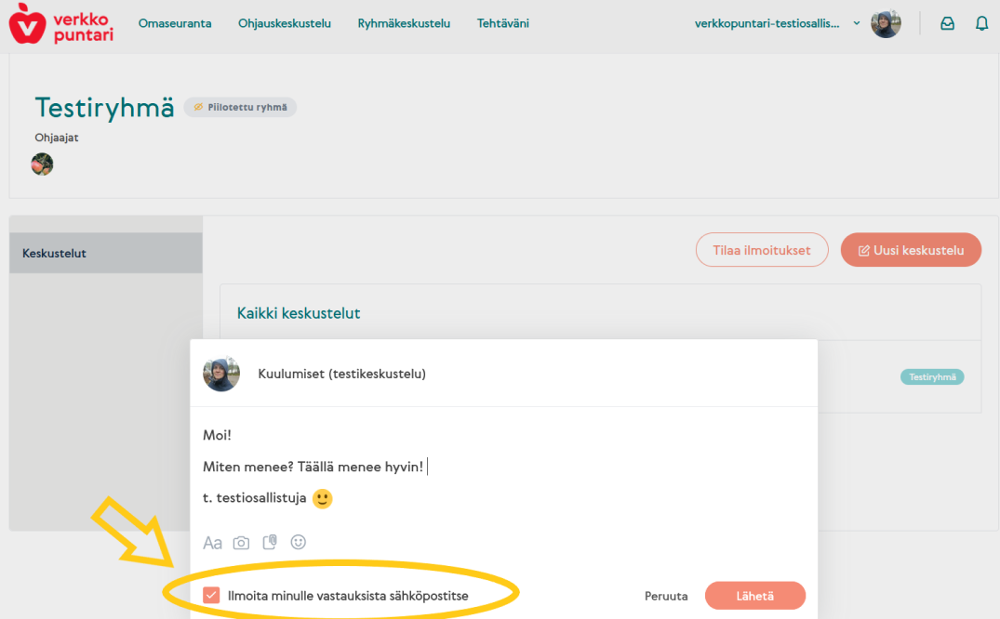 verkko
puntari
Omaseuranta Ohjauskeskustelu Ryhmäkeskustelu Tehtäväni verkkopuntari-testiosallis...
Testiryhmä Piilotettu ryhmä
Ohjaajat
Keskustelut
Tilaa ilmoitukset Uusi keskustelu
Kaikki keskustelut
Kuulumiset (testikeskustelu)
Testiryhmä
Moi!
Miten menee? Täällä menee hyvin!
t. testiosallistuja 🙂
Aa
Ilmoita minulle vastauksista sähköpostitse Peruuta Lähetä